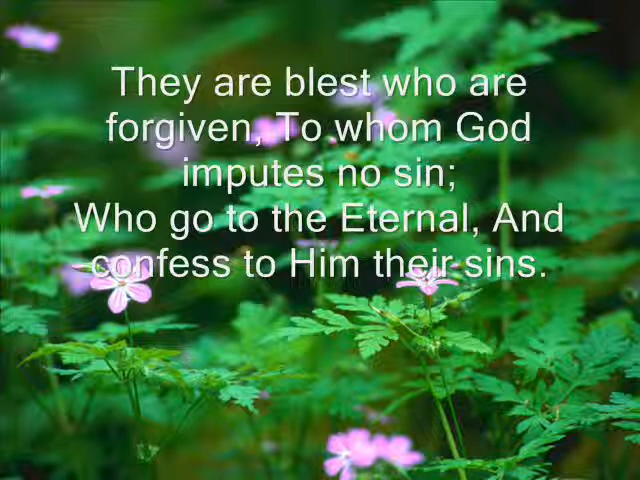 They are blest who are
forgiven, To whom God
imputes no sin;
Who go to the Eternal, And
confess to Him their sins.